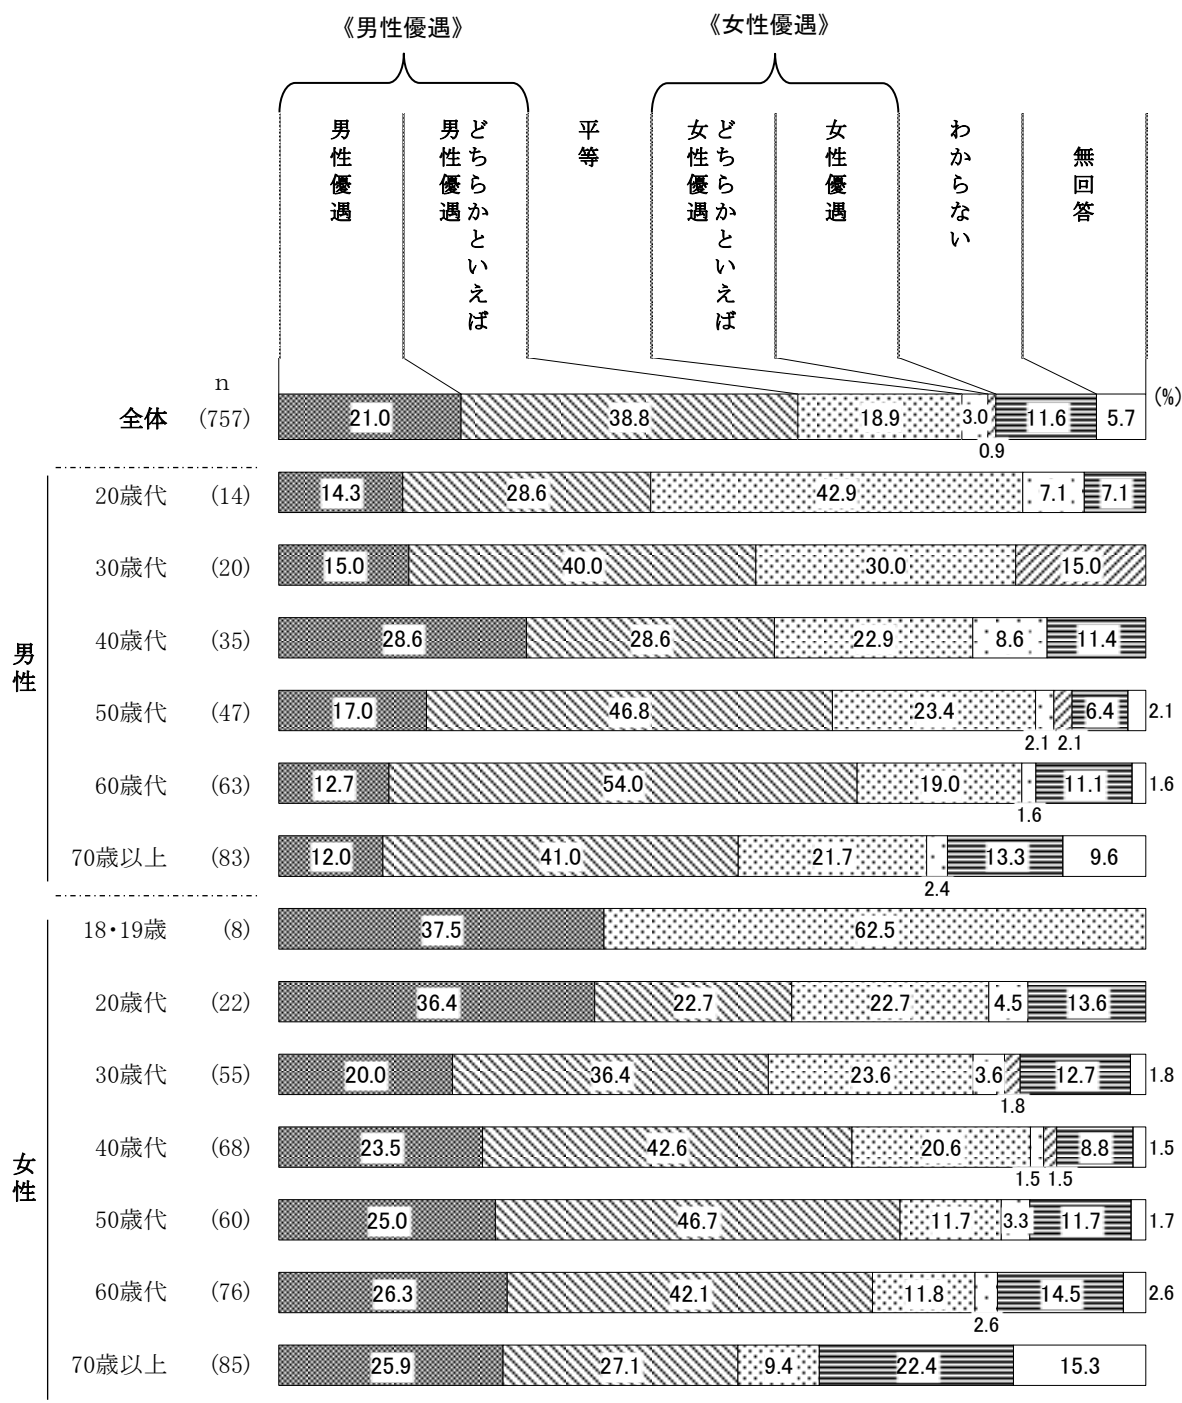 《男性優遇》 《女性優遇》
男性優遇
どちらかといえば
男性優遇
平等
どちらかといえば
女性優遇
女性優遇
わからない
無回答
n
(%)
全体 (757) 21.0 38.8 18.9 3.0 0.9 11.6 5.7
男性
20歳代 (14) 14.3 28.6 42.9 7.1 7.1
30歳代 (20) 15.0 40.0 30.0 15.0
40歳代 (35) 28.6 28.6 22.9 8.6 11.4
50歳代 (47) 17.0 46.8 23.4 2.1 2.1 6.4 2.1
60歳代 (63) 12.7 54.0 19.0 1.6 11.1 1.6
70歳以上 (83) 12.0 41.0 21.7 2.4 13.3 9.6
女性
18・19歳 (8) 37.5 62.5
20歳代 (22) 36.4 22.7 22.7 4.5 13.6
30歳代 (55) 20.0 36.4 23.6 3.6 1.8 12.7 1.8
40歳代 (68) 23.5 42.6 20.6 1.5 1.5 8.8 1.5
50歳代 (60) 25.0 46.7 11.7 3.3 11.7 1.7
60歳代 (76) 26.3 42.1 11.8 2.6 14.5 2.6
70歳以上 (85) 25.9 27.1 9.4 22.4 15.3